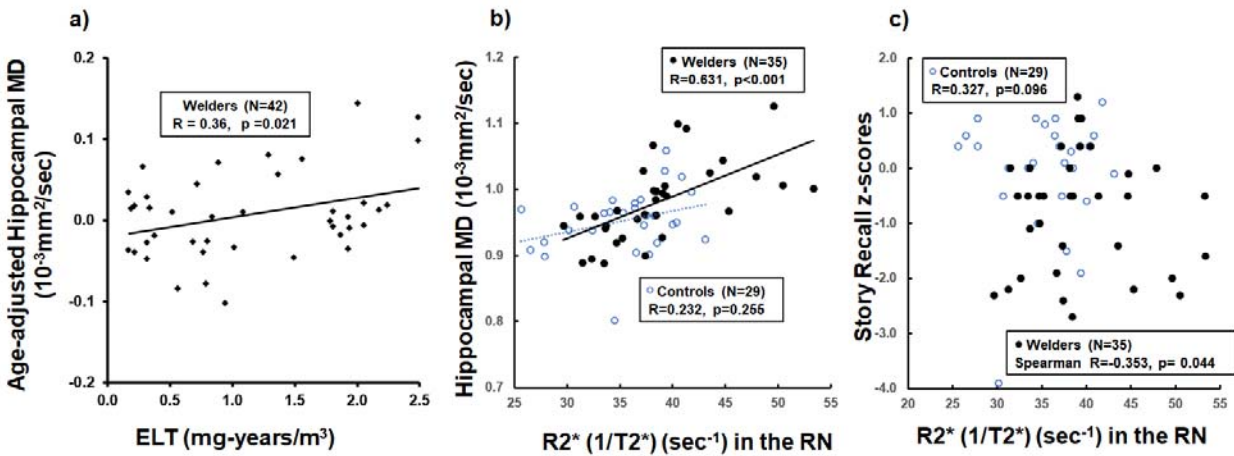 a)
Age-adjusted Hippocampal MD
(10⁻³mm²/sec)
0.2
0.1
0.0
-0.1
-0.2
Welders (N=42)
R = 0.36, p =0.021
0.0 0.5 1.0 1.5 2.0 2.5
ELT (mg-years/m³)
b)
Hippocampal MD (10⁻³mm²/sec)
1.2
1.1
1.0
0.9
0.8
0.7
Welders (N=35)
R=0.631, p<0.001
Controls (N=29)
R=0.232, p=0.255
25 30 35 40 45 50 55
R2* (1/T2*) (sec⁻¹) in the RN
c)
Story Recall z-scores
2.0
1.0
0.0
-1.0
-2.0
-3.0
-4.0
Controls (N=29)
R=0.327, p=0.096
Welders (N=35)
Spearman R=-0.353, p= 0.044
20 25 30 35 40 45 50 55
R2* (1/T2*) (sec⁻¹) in the RN